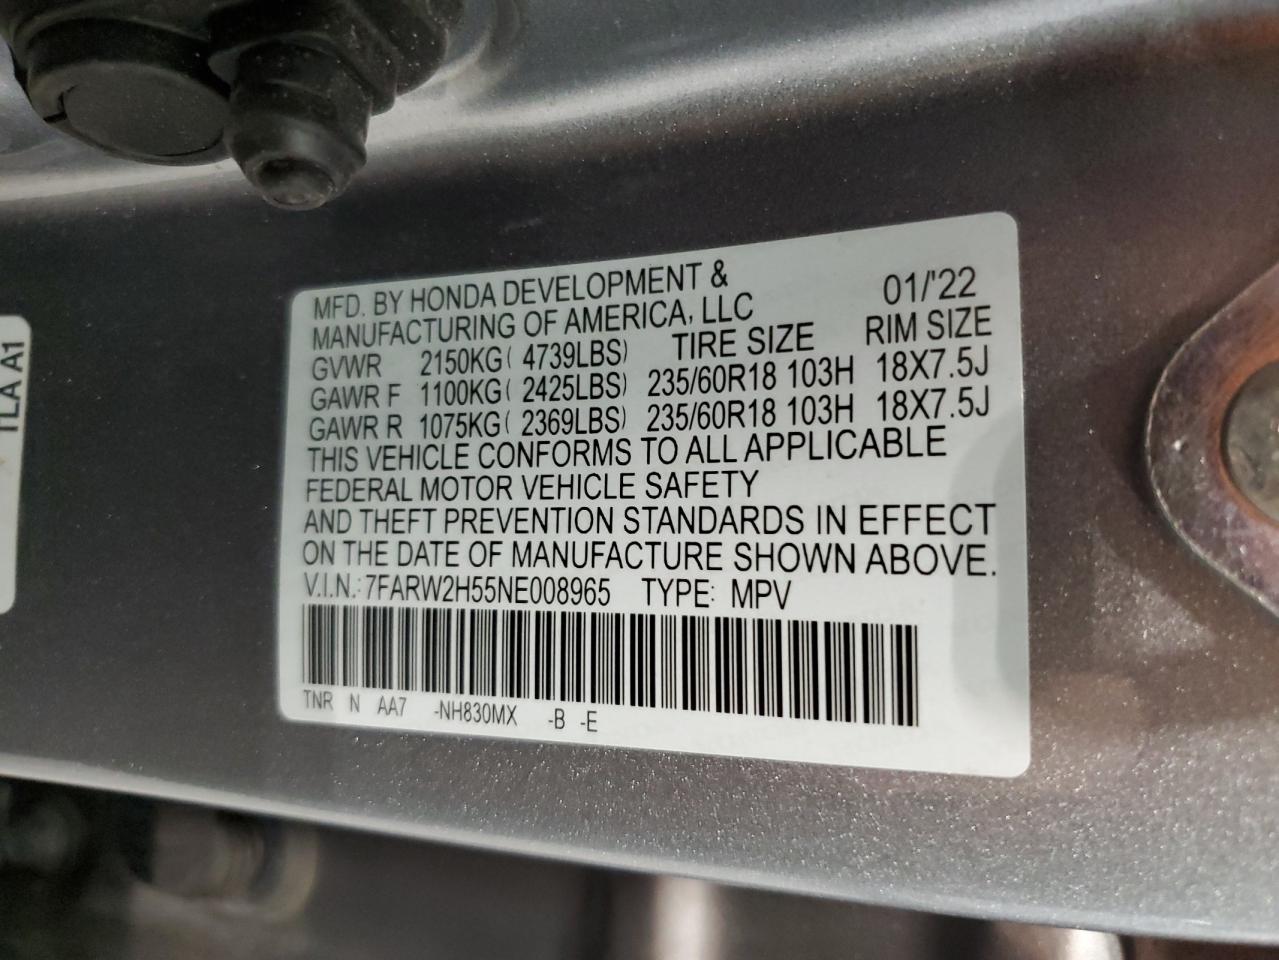 MFD. BY HONDA DEVELOPMENT & MANUFACTURING OF AMERICA, LLC 01/'22
GVWR 2150KG( 4739LBS) TIRE SIZE RIM SIZE
GAWR F 1100KG( 2425LBS) 235/60R18 103H 18X7.5J
GAWR R 1075KG( 2369LBS) 235/60R18 103H 18X7.5J
THIS VEHICLE CONFORMS TO ALL APPLICABLE
FEDERAL MOTOR VEHICLE SAFETY
AND THEFT PREVENTION STANDARDS IN EFFECT
ON THE DATE OF MANUFACTURE SHOWN ABOVE.
V.I.N.: 7FARW2H55NE008965 TYPE: MPV
TNR N AA7 -NH830MX -B -E
TLA A1